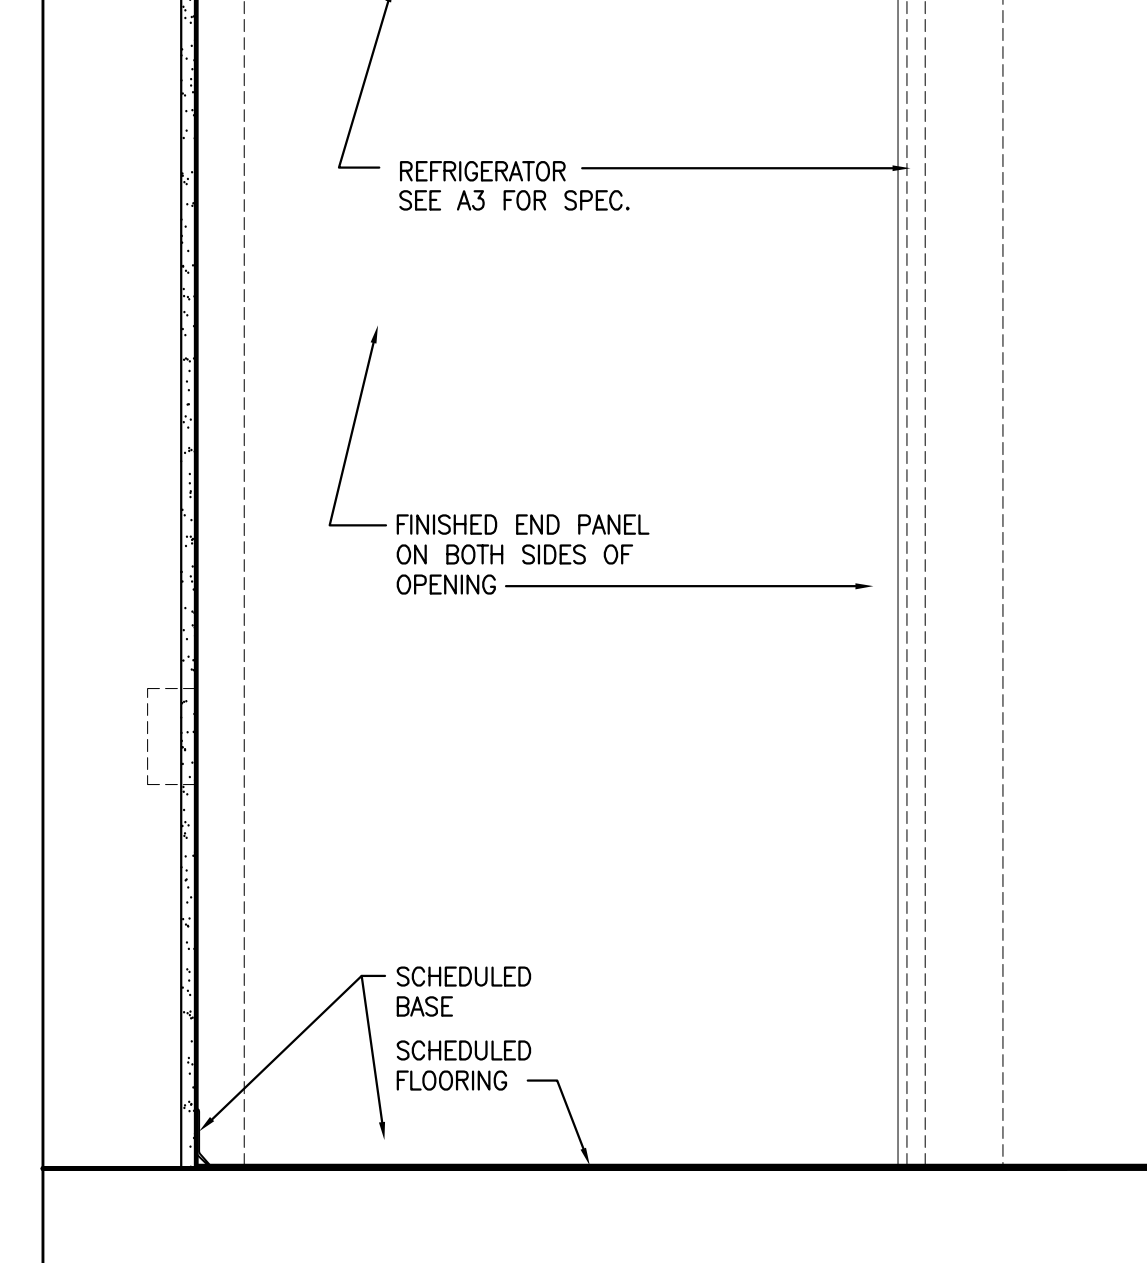 REFRIGERATOR
SEE A3 FOR SPEC.
FINISHED END PANEL
ON BOTH SIDES OF
OPENING
SCHEDULED
BASE
SCHEDULED
FLOORING